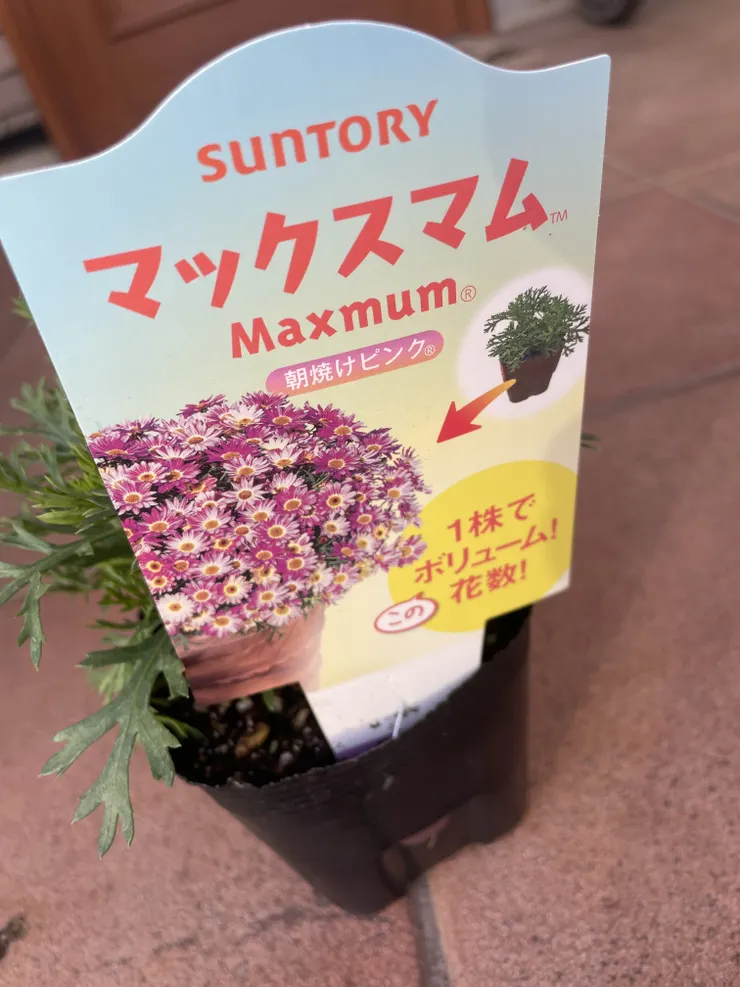 SUNTORY
マックスマム™
Maxmum®
朝焼けピンク®
1株で
ボリューム!
この花数!